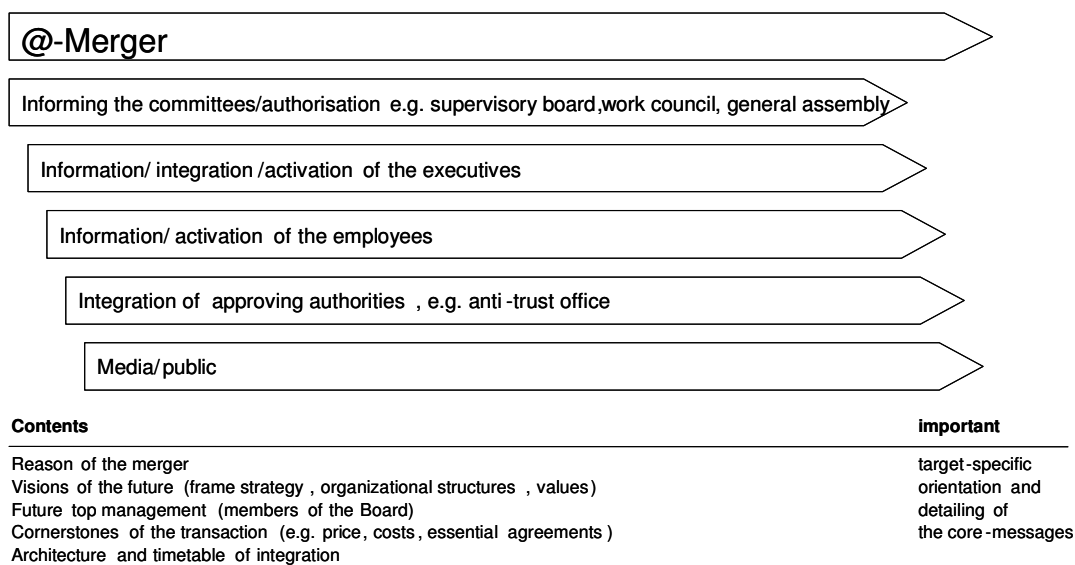 @-Merger
Informing the committees/authorisation e.g. supervisory board,work council, general assembly
Information/ integration /activation of the executives
Information/ activation of the employees
Integration of approving authorities , e.g. anti-trust office
Media/public
Contents important
Reason of the merger target-specific
Visions of the future (frame strategy , organizational structures , values) orientation and
Future top management (members of the Board) detailing of
Cornerstones of the transaction (e.g. price, costs, essential agreements ) the core-messages
Architecture and timetable of integration